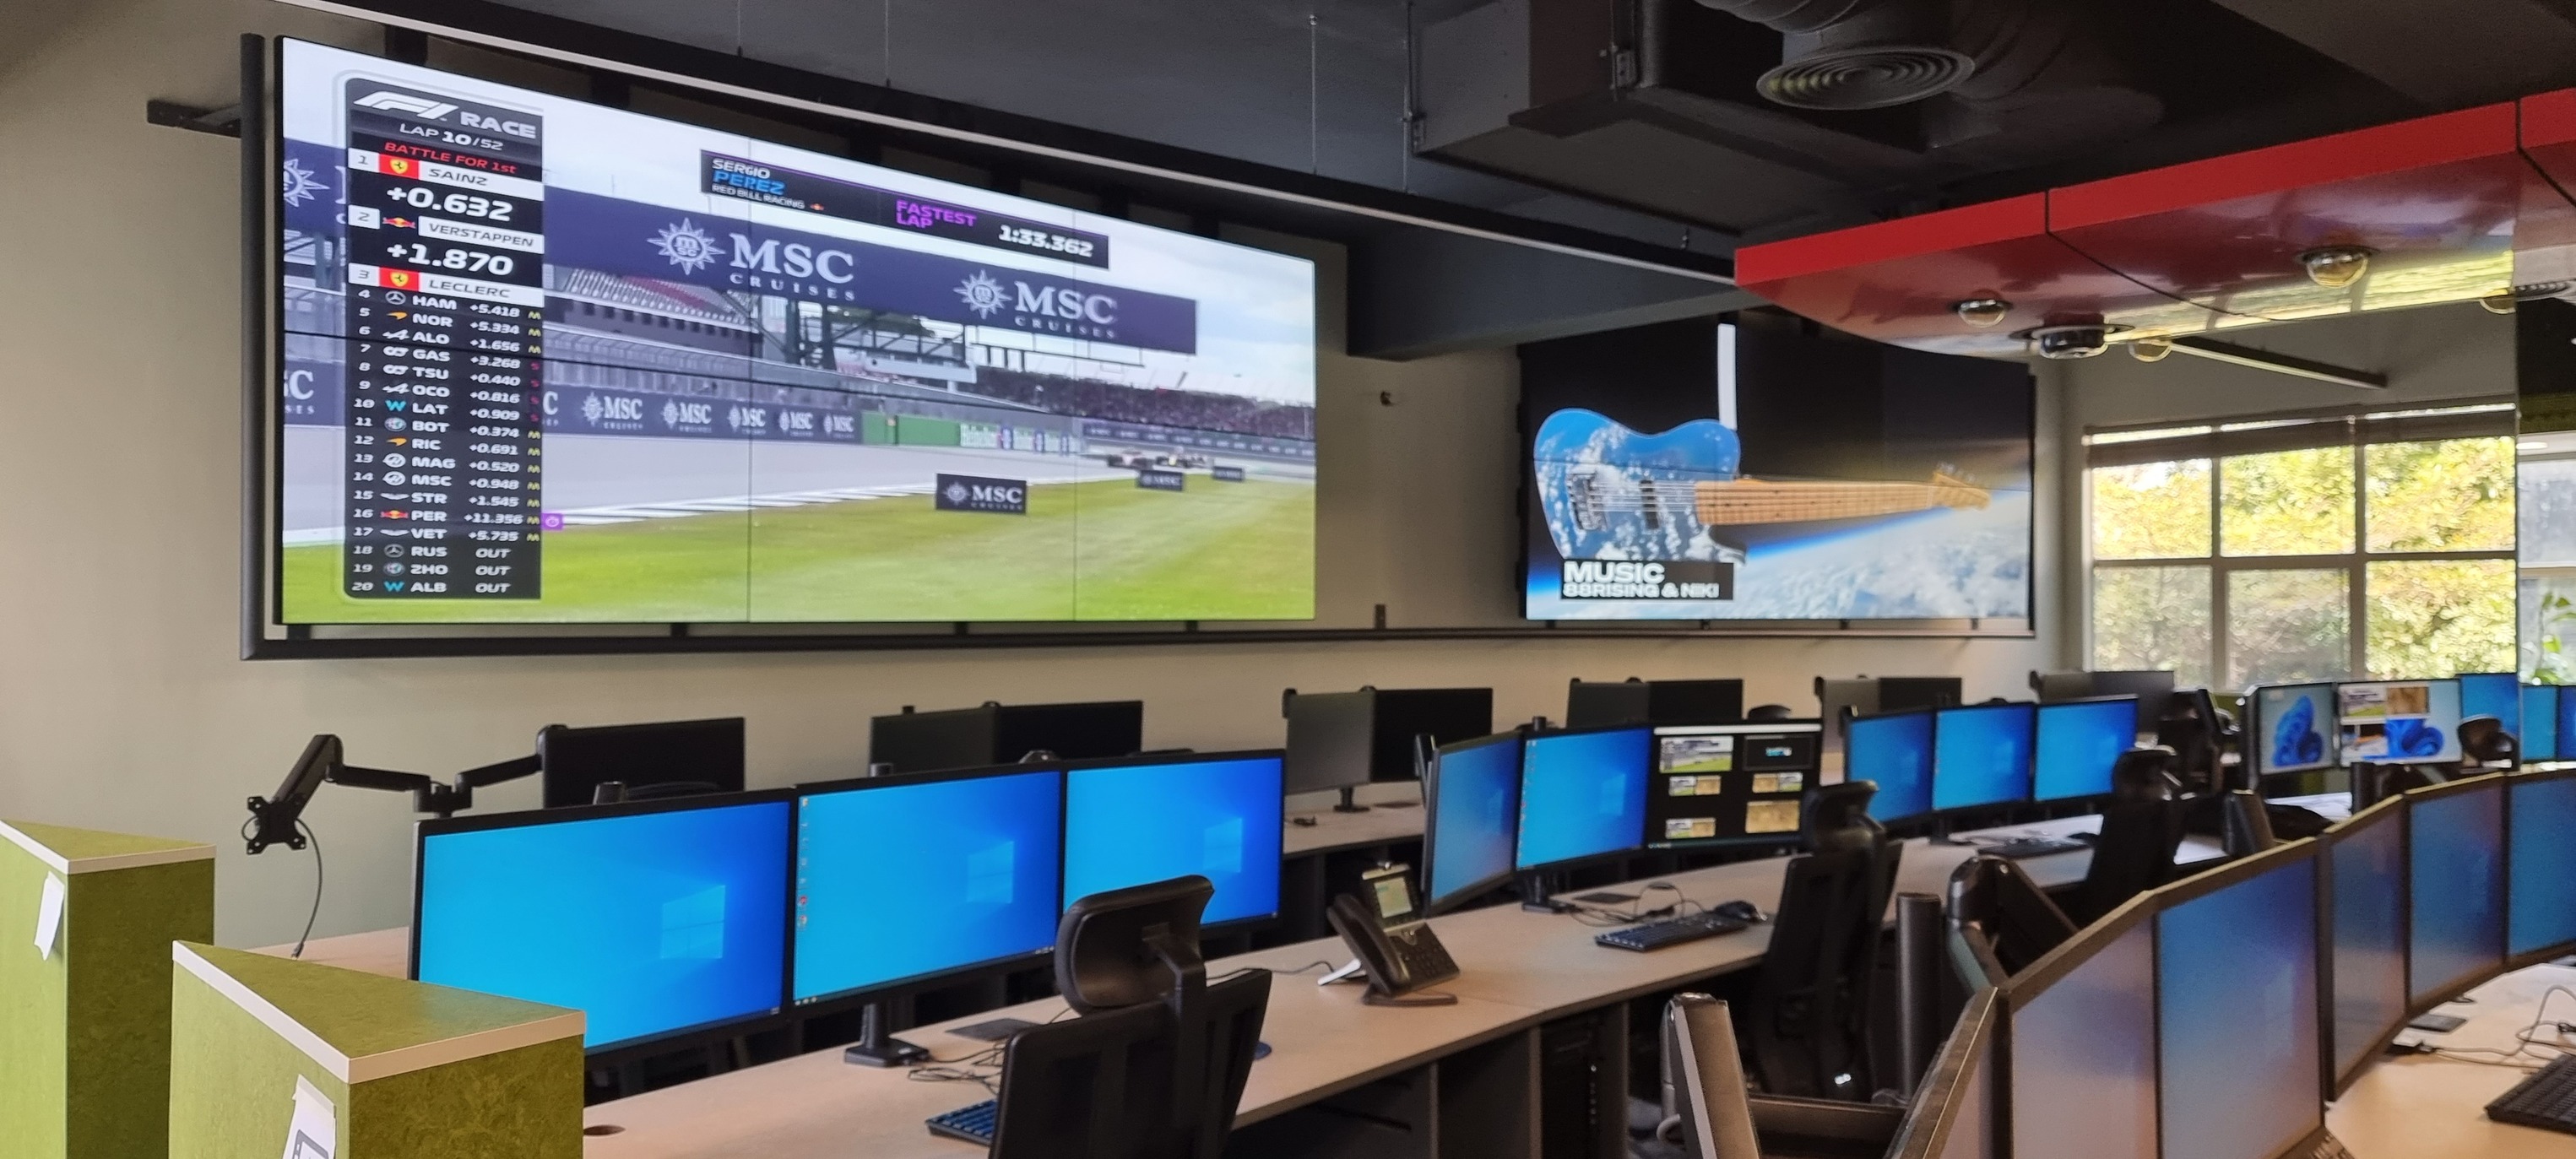 F1 RACE
LAP 10/52
BATTLE FOR 1st
1 SAINZ
+0.632
2 VERSTAPPEN
+1.870
3 LECLERC
4 HAM +5.418 M
5 NOR +5.334 M
6 ALO +1.656 M
7 GAS +3.268 S
8 TSU +0.440 S
9 OCO +0.816 S
10 LAT +0.909 S
11 BOT +0.374 M
12 RIC +0.691 M
13 MAG +0.520 M
14 MSC +0.948 M
15 STR +1.545 M
16 PER +11.356 M
17 VET +5.735 M
18 RUS OUT
19 ZHO OUT
20 ALB OUT
SERGIO
PEREZ
RED BULL RACING
FASTEST
LAP
1:33.362
MSC
CRUISES
MSC
CRUISES
MSC
MSC
MSC
MSC
MSC
MSC
MUSIC
88RISING & NIKI